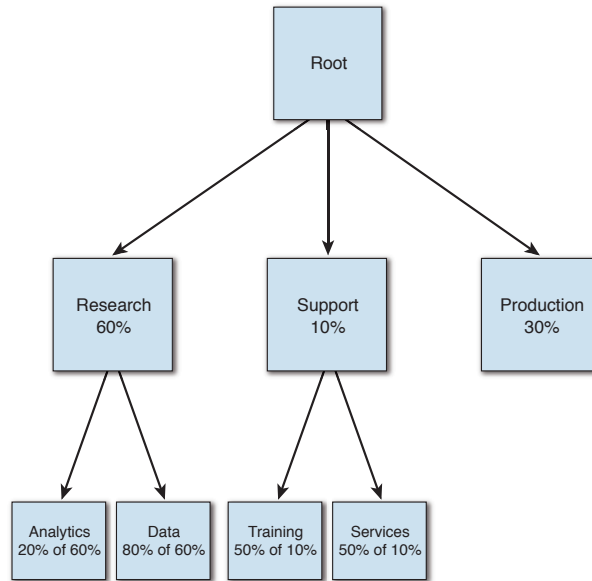 Root
Research
60%
Support
10%
Production
30%
Analytics
20% of 60%
Data
80% of 60%
Training
50% of 10%
Services
50% of 10%